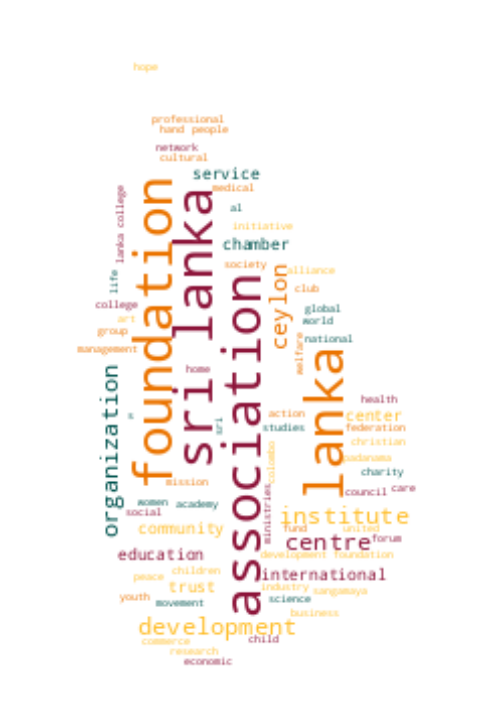 hope
professional
hand people
network
cultural
service
medical
lanka college
foundation
sri lanka
al
initiative
chamber
society
alliance
life
ceylon
club
college
global
art
world
group
welfare
national
management
association
lanka
home
organization
health
action
center
sri
studies
federation
christian
colombo
padanama
charity
mission
ministries
council
care
women
academy
social
institute
community
fund
united
centre
forum
education
development foundation
peace
children
international
trust
industry
sangamaya
youth
movement
science
business
development
commerce
child
research
economic